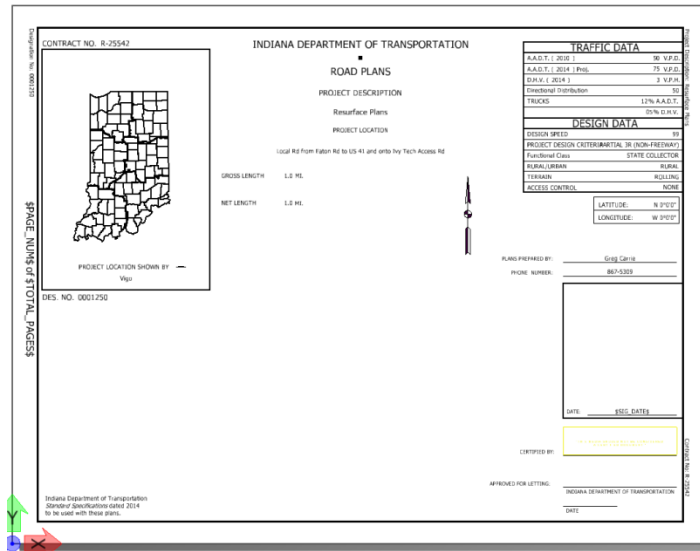 CONTRACT NO. R-25542
INDIANA DEPARTMENT OF TRANSPORTATION
ROAD PLANS
PROJECT DESCRIPTION
Resurface Plans
PROJECT LOCATION
Local Rd from Eaton Rd to US 41 and onto Ivy Tech Access Rd
GROSS LENGTH 1.0 MI.
NET LENGTH 1.0 MI.
PROJECT LOCATION SHOWN BY
Vigo
DES. NO. 0001250
TRAFFIC DATA
A.A.D.T. ( 2010 ) 90 V.P.D.
A.A.D.T. ( 2014 ) Proj. 75 V.P.D.
D.H.V. ( 2014 ) 3 V.P.H.
Directional Distribution 50
TRUCKS 12% A.A.D.T.
05% D.H.V.
DESIGN DATA
DESIGN SPEED 99
PROJECT DESIGN CRITERIAPARTIAL 3R (NON-FREEWAY)
Functional Class STATE COLLECTOR
RURAL/URBAN RURAL
TERRAIN ROLLING
ACCESS CONTROL NONE
LATITUDE: N 0°0'0"
LONGITUDE: W 0°0'0"
PLANS PREPARED BY: Greg Carris
PHONE NUMBER: 867-5309
DATE: $SIG_DATE$
CERTIFIED BY:
APPROVED FOR LETTING:
INDIANA DEPARTMENT OF TRANSPORTATION
DATE
Indiana Department of Transportation
Standard Specifications dated 2014
to be used with these plans.
Designation No: 0001250
$PAGE_NUM$ of $TOTAL_PAGES$
Project Description: Resurface Plans
Contract No: R-25542
Y
X